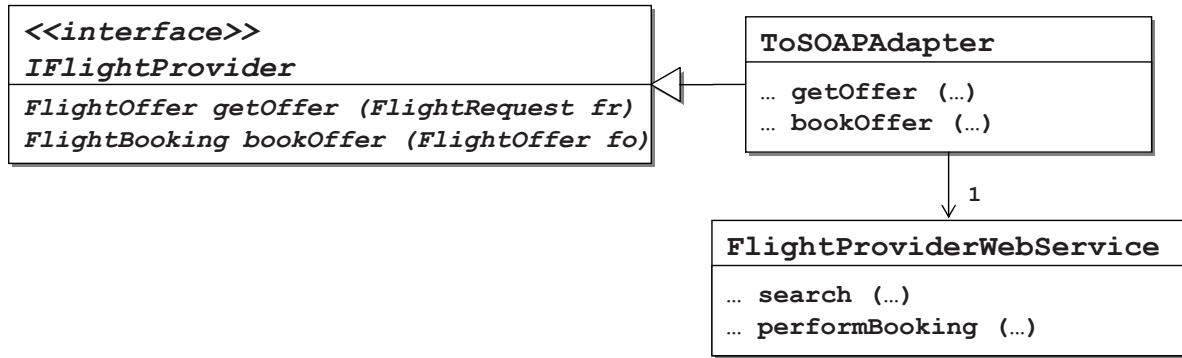 <<interface>>
IFlightProvider
FlightOffer getOffer (FlightRequest fr)
FlightBooking bookOffer (FlightOffer fo)
ToSOAPAdapter
… getOffer (…)
… bookOffer (…)
1
FlightProviderWebService
… search (…)
… performBooking (…)